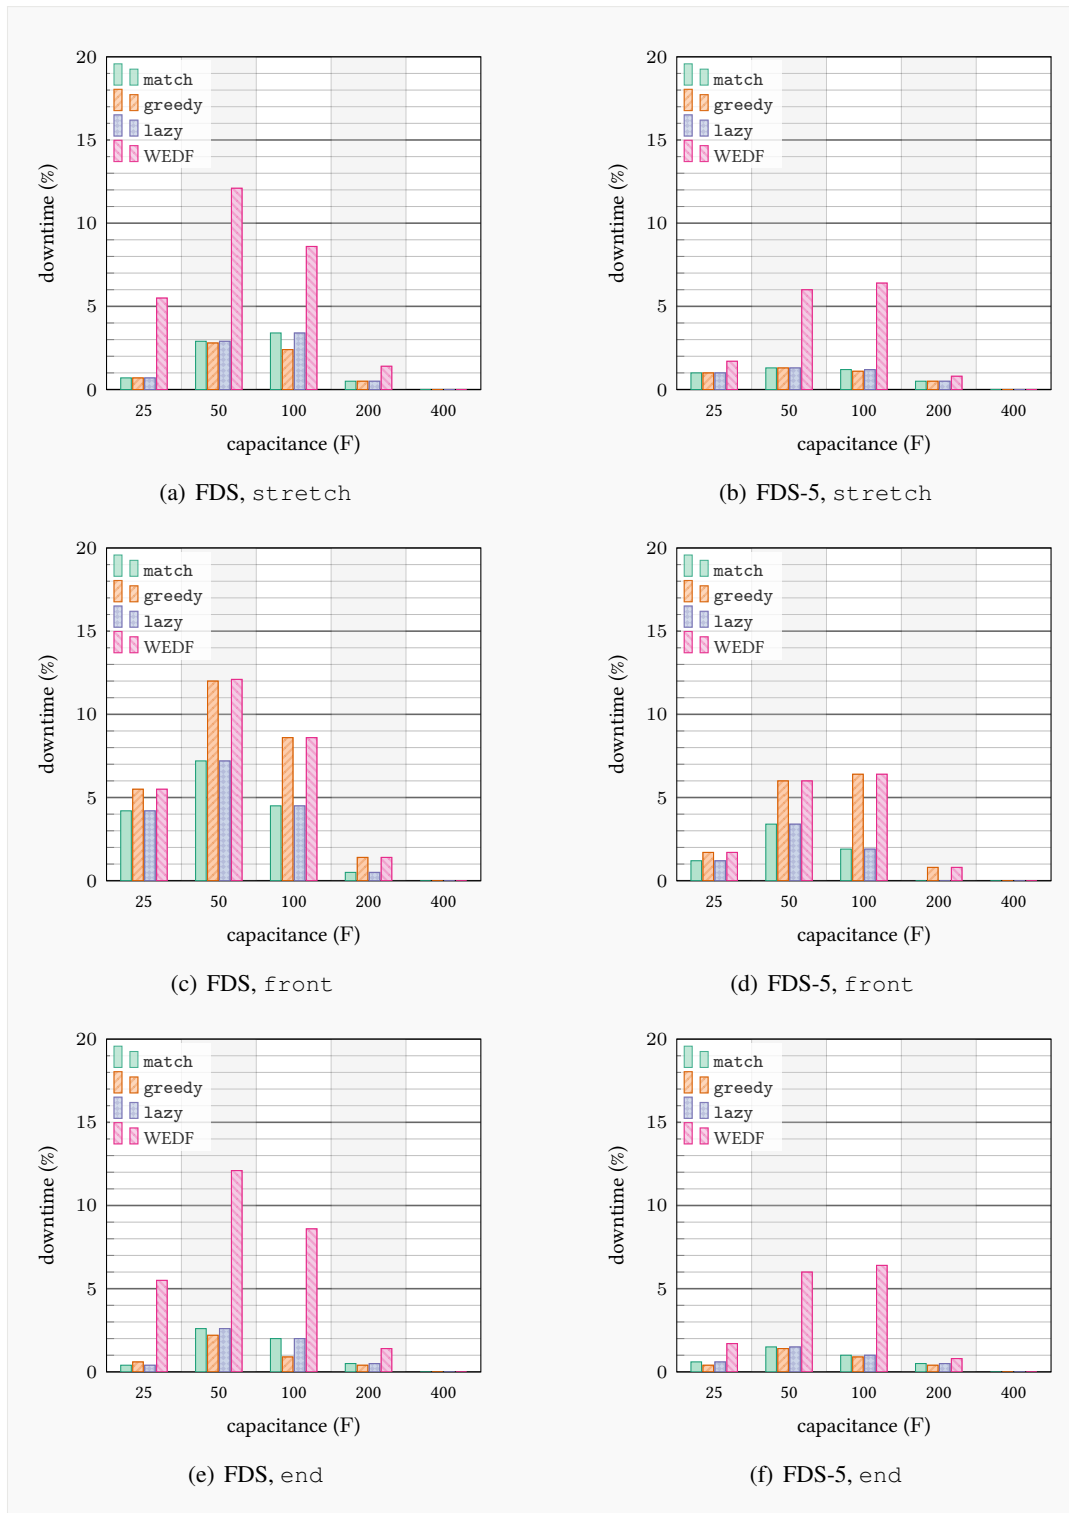 20
15
10
5
0
downtime (%)
match
greedy
lazy
WEDF
25 50 100 200 400
capacitance (F)
(a) FDS, stretch
20
15
10
5
0
downtime (%)
match
greedy
lazy
WEDF
25 50 100 200 400
capacitance (F)
(b) FDS-5, stretch
20
15
10
5
0
downtime (%)
match
greedy
lazy
WEDF
25 50 100 200 400
capacitance (F)
(c) FDS, front
20
15
10
5
0
downtime (%)
match
greedy
lazy
WEDF
25 50 100 200 400
capacitance (F)
(d) FDS-5, front
20
15
10
5
0
downtime (%)
match
greedy
lazy
WEDF
25 50 100 200 400
capacitance (F)
(e) FDS, end
20
15
10
5
0
downtime (%)
match
greedy
lazy
WEDF
25 50 100 200 400
capacitance (F)
(f) FDS-5, end